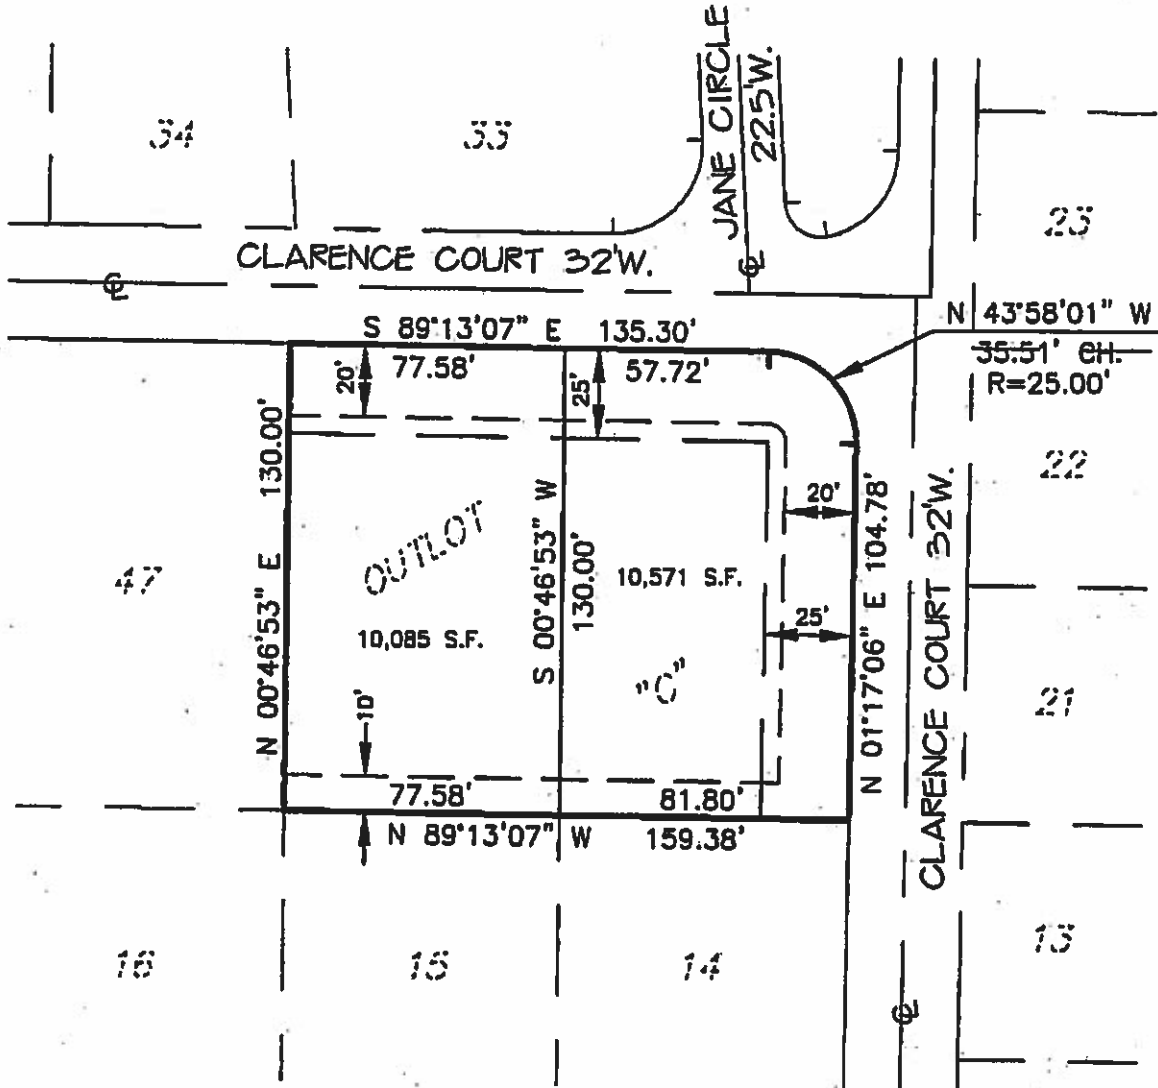 JANE CIRCLE
22.5'W.
34
33
23
CLARENCE COURT 32'W.
℄
℄
N 43°58'01" W
35.51' CH.
R=25.00'
S 89°13'07" E 135.30'
77.58'
57.72'
20'
25'
N 00°46'53" E 130.00'
22
47
OUTLOT
10,085 S.F.
S 00°46'53" W
130.00'
10,571 S.F.
"C"
20'
25'
N 01°17'06" E 104.78'
CLARENCE COURT 32'W.
21
10'
77.58'
81.80'
N 89°13'07" W 159.38'
16
15
14
13
℄